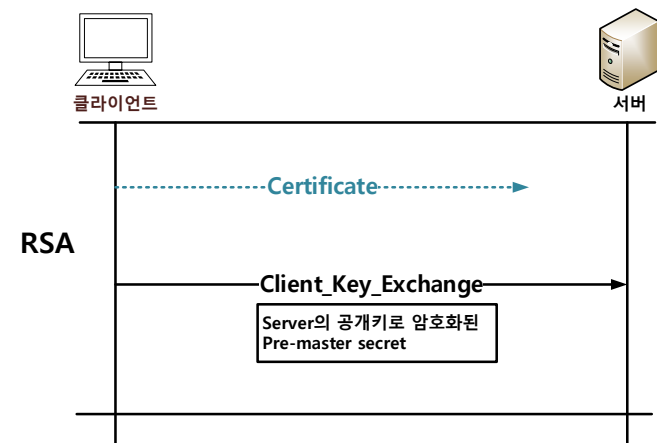 클라이언트
서버
Certificate
RSA
Client_Key_Exchange
Server의 공개키로 암호화된
Pre-master secret